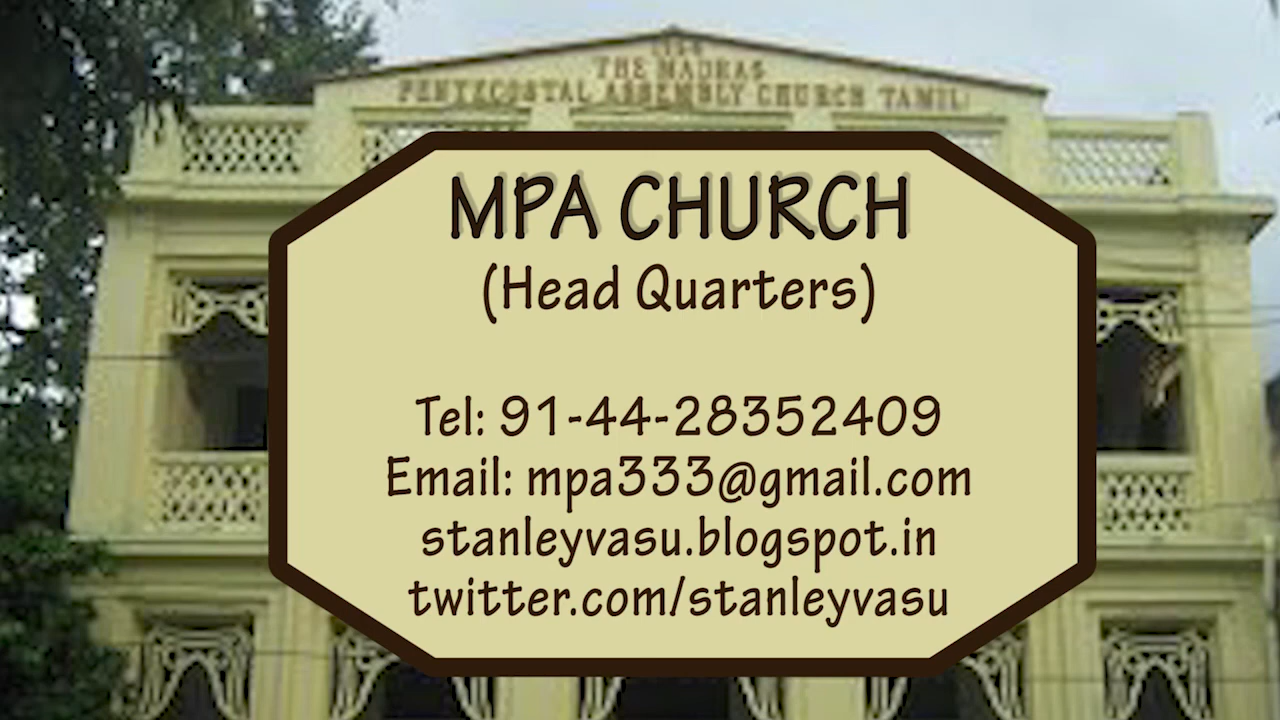 THE MADRAS
PENTECOSTAL ASSEMBLY CHURCH TAMIL
MPA CHURCH
(Head Quarters)
Tel: 91-44-28352409
Email: mpa333@gmail.com
stanleyvasu.blogspot.in
twitter.com/stanleyvasu